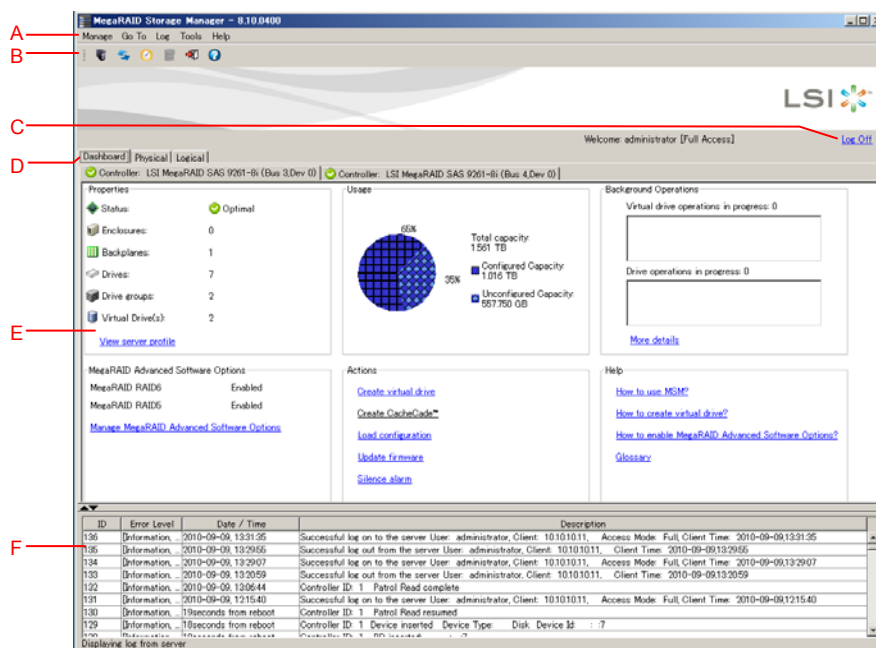 MegaRAID Storage Manager - 8.10.0400
A
Manage Go To Log Tools Help
B
LSI
C
Welcome: administrator [Full Access] Log Off
D
Dashboard Physical Logical
Controller: LSI MegaRAID SAS 9261-8i (Bus 3,Dev 0) Controller: LSI MegaRAID SAS 9261-8i (Bus 4,Dev 0)
Properties
Status: Optimal
Enclosures: 0
Backplanes: 1
Drives: 7
Drive groups: 2
Virtual Drive(s): 2
E
View server profile
Usage
65%
35%
Total capacity:
1.561 TB
Configured Capacity:
1.016 TB
Unconfigured Capacity:
557.750 GB
Background Operations
Virtual drive operations in progress: 0
Drive operations in progress: 0
More details
MegaRAID Advanced Software Options
MegaRAID RAID6 Enabled
MegaRAID RAID5 Enabled
Manage MegaRAID Advanced Software Options
Actions
Create virtual drive
Create CacheCade™
Load configuration
Update firmware
Silence alarm
Help
How to use MSM?
How to create virtual drive?
How to enable MegaRAID Advanced Software Options?
Glossary
ID Error Level Date / Time Description
136 [Information, ... 2010-09-09, 13:31:35 Successful log on to the server User: administrator, Client: 10.10.10.11, Access Mode: Full, Client Time: 2010-09-09,13:31:35
F
135 [Information, ... 2010-09-09, 13:29:55 Successful log out from the server User: administrator, Client: 10.10.10.11, Client Time: 2010-09-09,13:29:55
134 [Information, ... 2010-09-09, 13:29:07 Successful log on to the server User: administrator, Client: 10.10.10.11, Access Mode: Full, Client Time: 2010-09-09,13:29:07
133 [Information, ... 2010-09-09, 13:20:59 Successful log out from the server User: administrator, Client: 10.10.10.11, Client Time: 2010-09-09,13:20:59
132 [Information, ... 2010-09-09, 13:06:44 Controller ID: 1 Patrol Read complete
131 [Information, ... 2010-09-09, 12:15:40 Successful log on to the server User: administrator, Client: 10.10.10.11, Access Mode: Full, Client Time: 2010-09-09,12:15:40
130 [Information, ... 19seconds from reboot Controller ID: 1 Patrol Read resumed
129 [Information, ... 18seconds from reboot Controller ID: 1 Device inserted Device Type: Disk Device Id: : :7
Displaying log from server